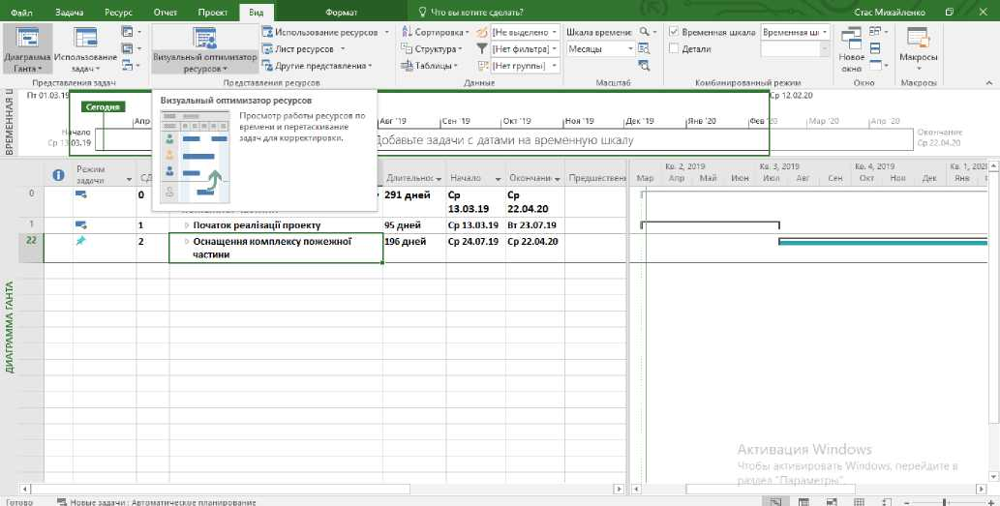 Файл Задача Ресурс Отчет Проект Вид Формат Что вы хотите сделать? Стас Михайленко
Диаграмма Ганта
Использование задач
Представления задач
Визуальный оптимизатор ресурсов
Использование ресурсов
Лист ресурсов
Другие представления
Представления ресурсов
Сортировка
Структура
Таблицы
[Не выделено]
[Нет фильтра]
[Нет группы]
Данные
Шкала времени:
Месяцы
Масштаб
Временная шкала Временная ш
Детали
Комбинированный режим
Новое окно
Окно
Макросы
Макросы
ВРЕМЕННАЯ Ш
Пт 01.03.19
Ср 12.02.20
Сегодня
Начало
Ср 13.03.19
Апр
Авг '19 Сен '19 Окт '19 Ноя '19 Дек '19 Янв '20 Фев '20 Мар '20 Апр '20
Добавьте задачи с датами на временную шкалу
Окончание
Ср 22.04.20
Визуальный оптимизатор ресурсов
Просмотр работы ресурсов по
времени и перетаскивание
задач для корректировки.
Режим задачи СД Длительнос Начало Окончани Предшествен
Кв. 2, 2019 Кв. 3, 2019 Кв. 4, 2019 Кв. 1, 2020
Мар Апр Май Июн Июл Авг Сен Окт Ноя Дек Янв Ф
0 0 291 дней Ср 13.03.19 Ср 22.04.20
1 1 Початок реалізації проекту 95 дней Ср 13.03.19 Вт 23.07.19
22 2 Оснащення комплексу пожежної частини 196 дней Ср 24.07.19 Ср 22.04.20
ДИАГРАММА ГАНТА
Активация Windows
Чтобы активировать Windows, перейдите в
раздел "Параметры".
Готово Новые задачи : Автоматическое планирование